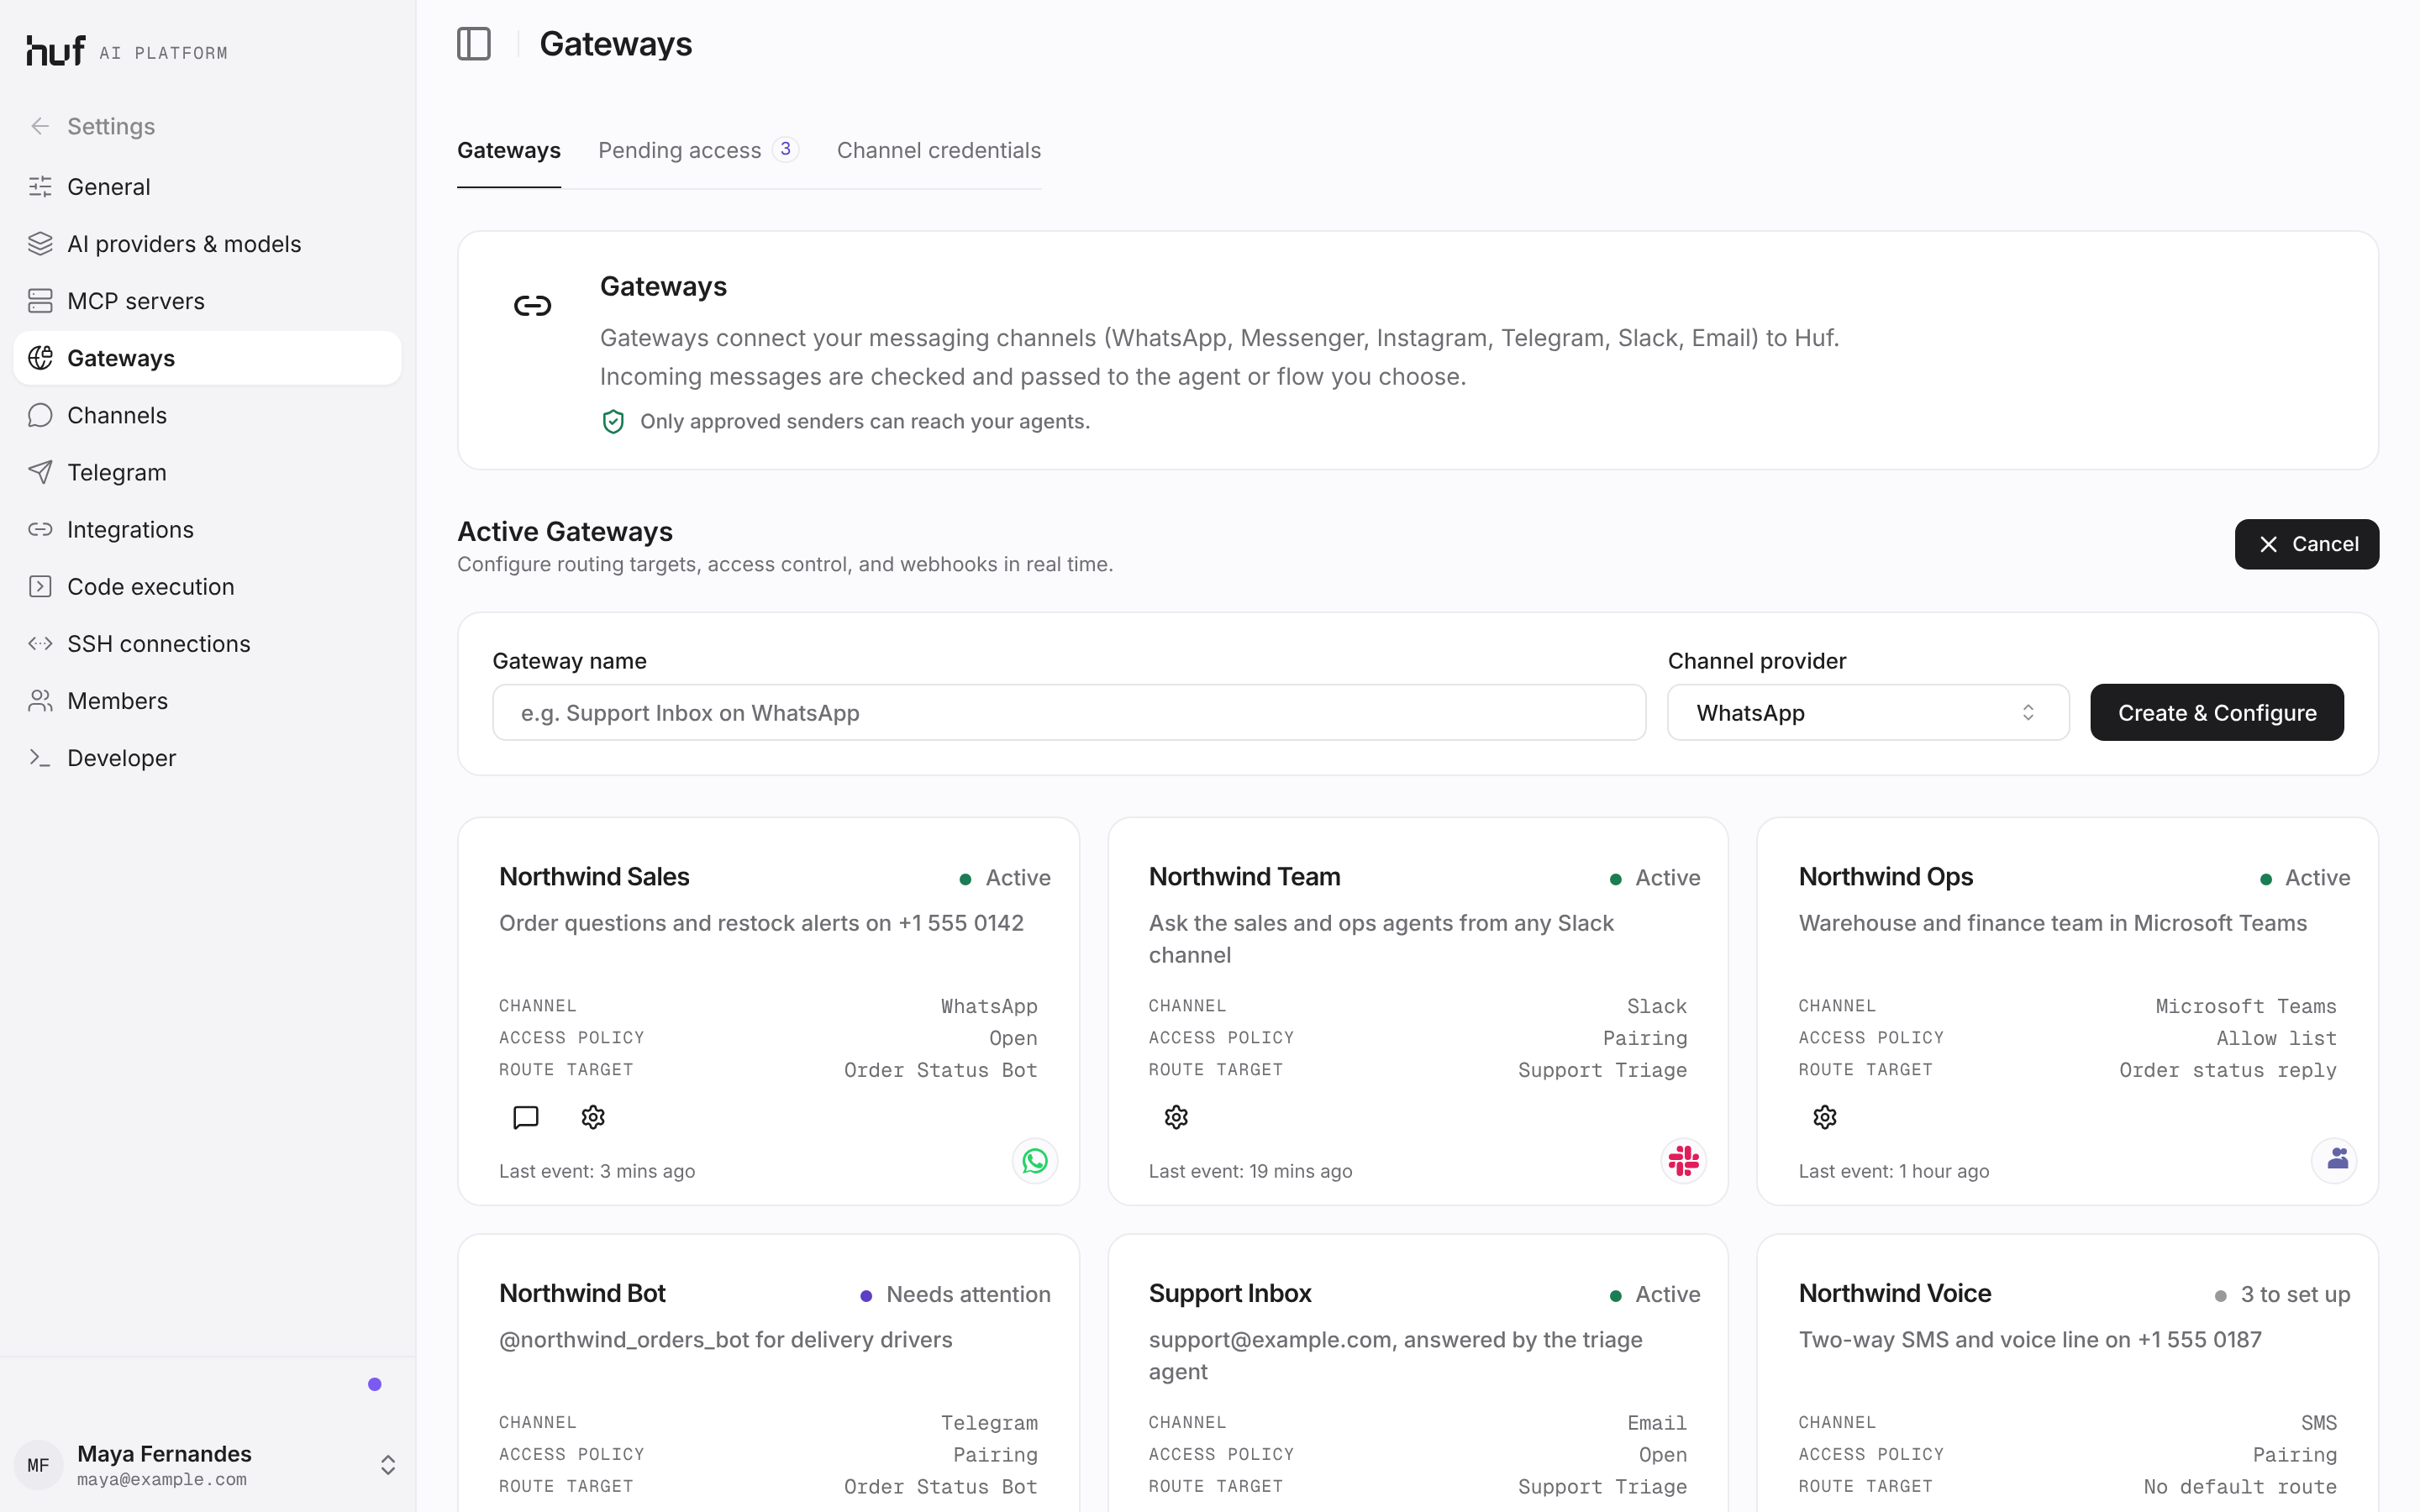 huf AI PLATFORM
Settings
General
AI providers & models
MCP servers
Gateways
Channels
Telegram
Integrations
Code execution
SSH connections
Members
Developer
MF
Maya Fernandes
maya@example.com
Gateways
Gateways
Pending access 3
Channel credentials
Gateways
Gateways connect your messaging channels (WhatsApp, Messenger, Instagram, Telegram, Slack, Email) to Huf.
Incoming messages are checked and passed to the agent or flow you choose.
Only approved senders can reach your agents.
Active Gateways
Configure routing targets, access control, and webhooks in real time.
Cancel
Gateway name
e.g. Support Inbox on WhatsApp
Channel provider
WhatsApp
Create & Configure
Northwind Sales
Active
Order questions and restock alerts on +1 555 0142
CHANNEL WhatsApp
ACCESS POLICY Open
ROUTE TARGET Order Status Bot
Last event: 3 mins ago
Northwind Team
Active
Ask the sales and ops agents from any Slack
channel
CHANNEL Slack
ACCESS POLICY Pairing
ROUTE TARGET Support Triage
Last event: 19 mins ago
Northwind Ops
Active
Warehouse and finance team in Microsoft Teams
CHANNEL Microsoft Teams
ACCESS POLICY Allow list
ROUTE TARGET Order status reply
Last event: 1 hour ago
Northwind Bot
Needs attention
@northwind_orders_bot for delivery drivers
CHANNEL Telegram
ACCESS POLICY Pairing
ROUTE TARGET Order Status Bot
Support Inbox
Active
support@example.com, answered by the triage
agent
CHANNEL Email
ACCESS POLICY Open
ROUTE TARGET Support Triage
Northwind Voice
3 to set up
Two-way SMS and voice line on +1 555 0187
CHANNEL SMS
ACCESS POLICY Pairing
ROUTE TARGET No default route